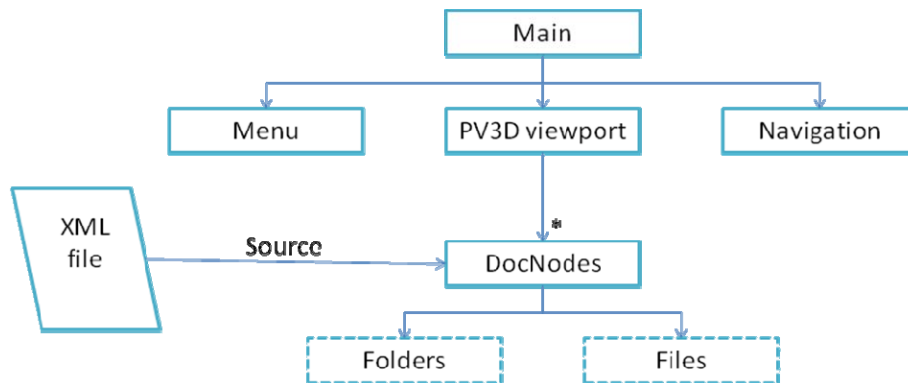 Main
Menu
PV3D viewport
Navigation
XML
file
Source
*
DocNodes
Folders
Files